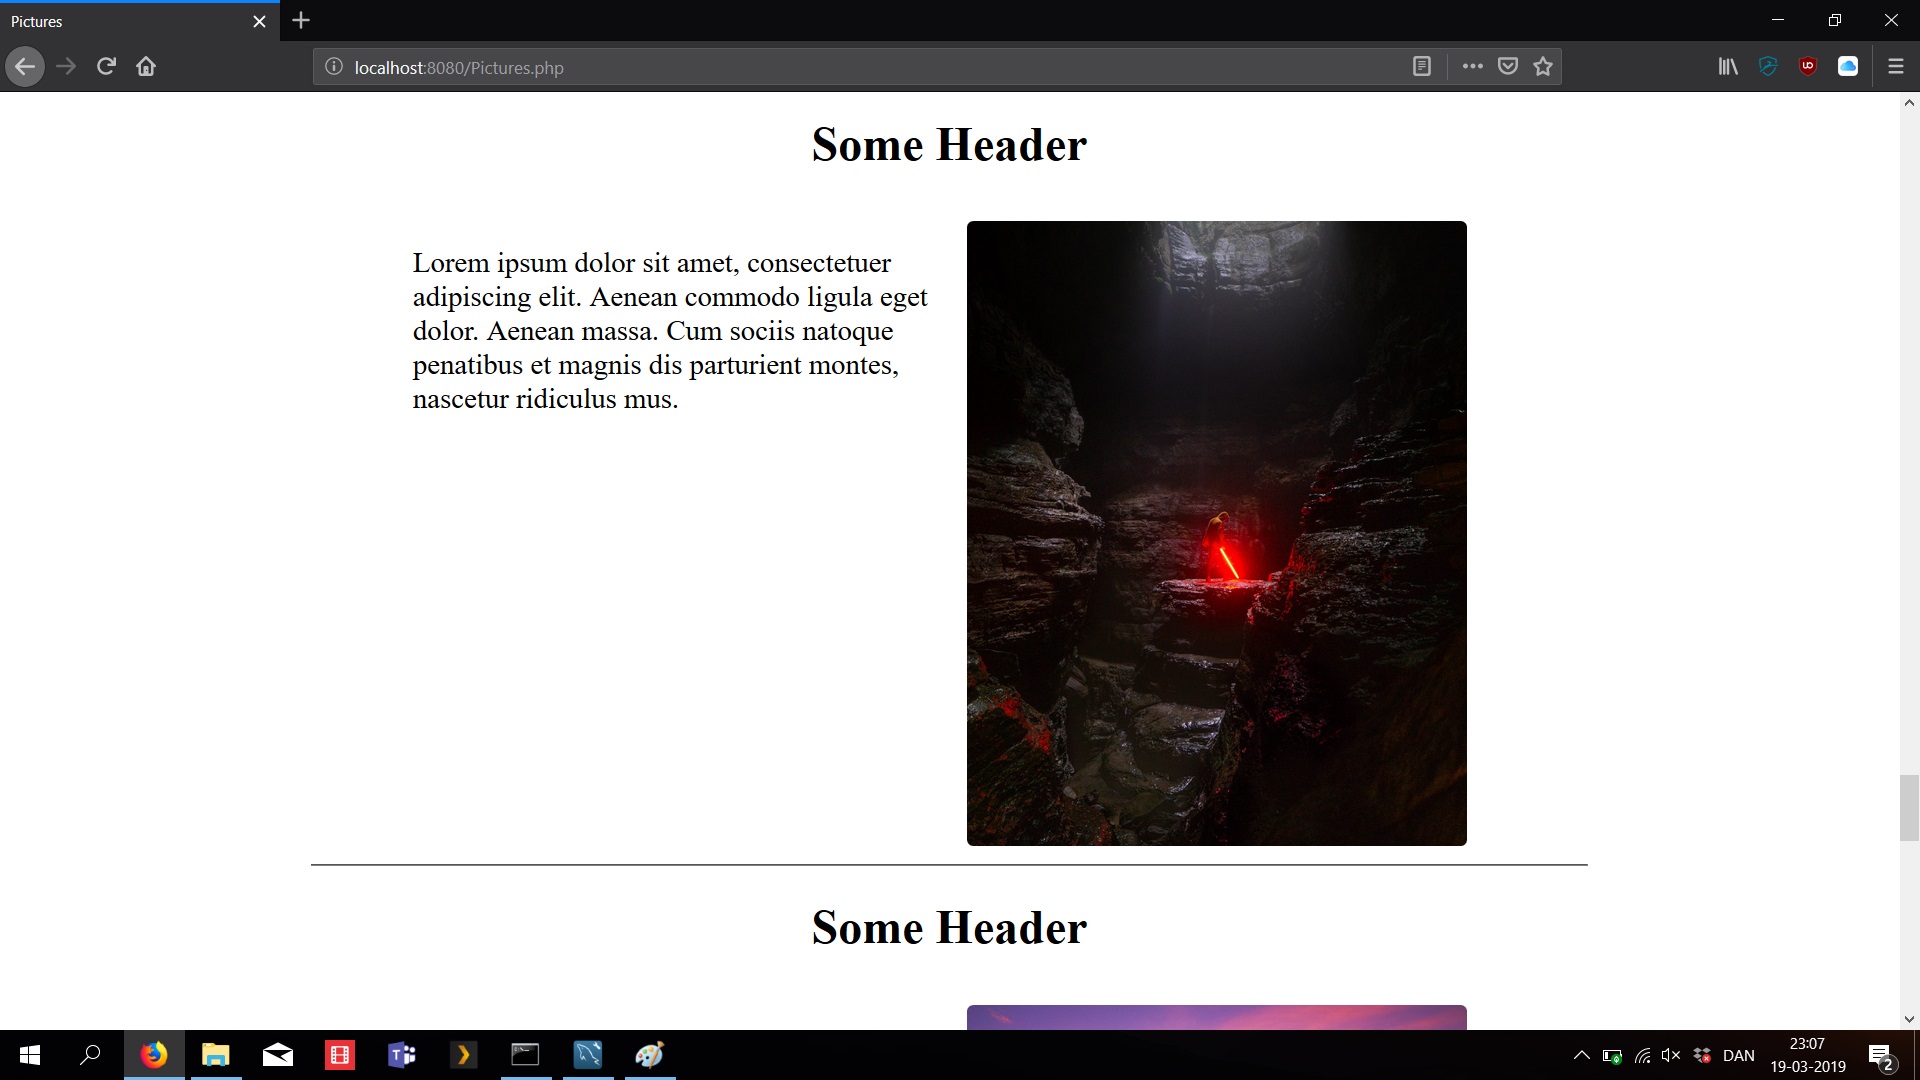 Pictures
localhost:8080/Pictures.php
Some Header
Lorem ipsum dolor sit amet, consectetuer
adipiscing elit. Aenean commodo ligula eget
dolor. Aenean massa. Cum sociis natoque
penatibus et magnis dis parturient montes,
nascetur ridiculus mus.
Some Header
DAN
23:07
19-03-2019
2